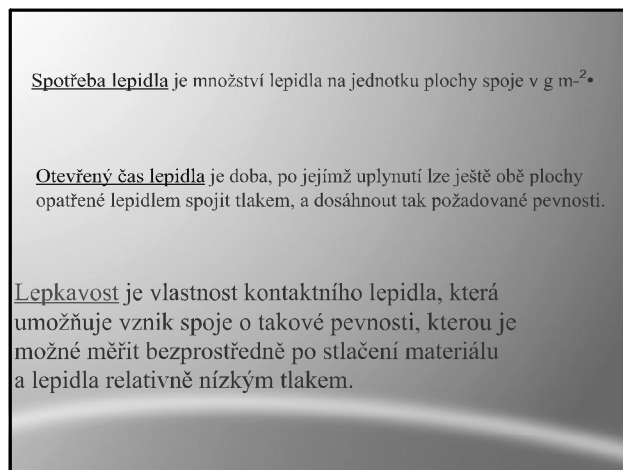 Spotřeba lepidla je množství lepidla na jednotku plochy spoje v g m-²•
Otevřený čas lepidla je doba, po jejímž uplynutí lze ještě obě plochy
opatřené lepidlem spojit tlakem, a dosáhnout tak požadované pevnosti.
Lepkavost je vlastnost kontaktního lepidla, která
umožňuje vznik spoje o takové pevnosti, kterou je
možné měřit bezprostředně po stlačení materiálu
a lepidla relativně nízkým tlakem.